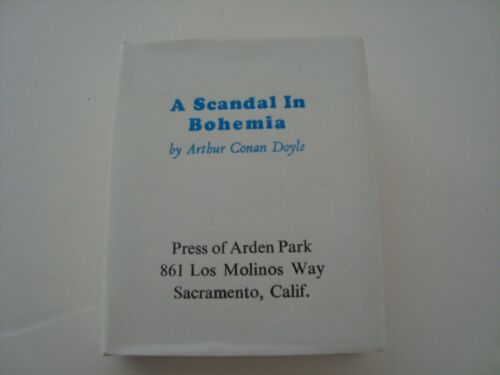 A Scandal In
Bohemia
by Arthur Conan Doyle
Press of Arden Park
861 Los Molinos Way
Sacramento, Calif.